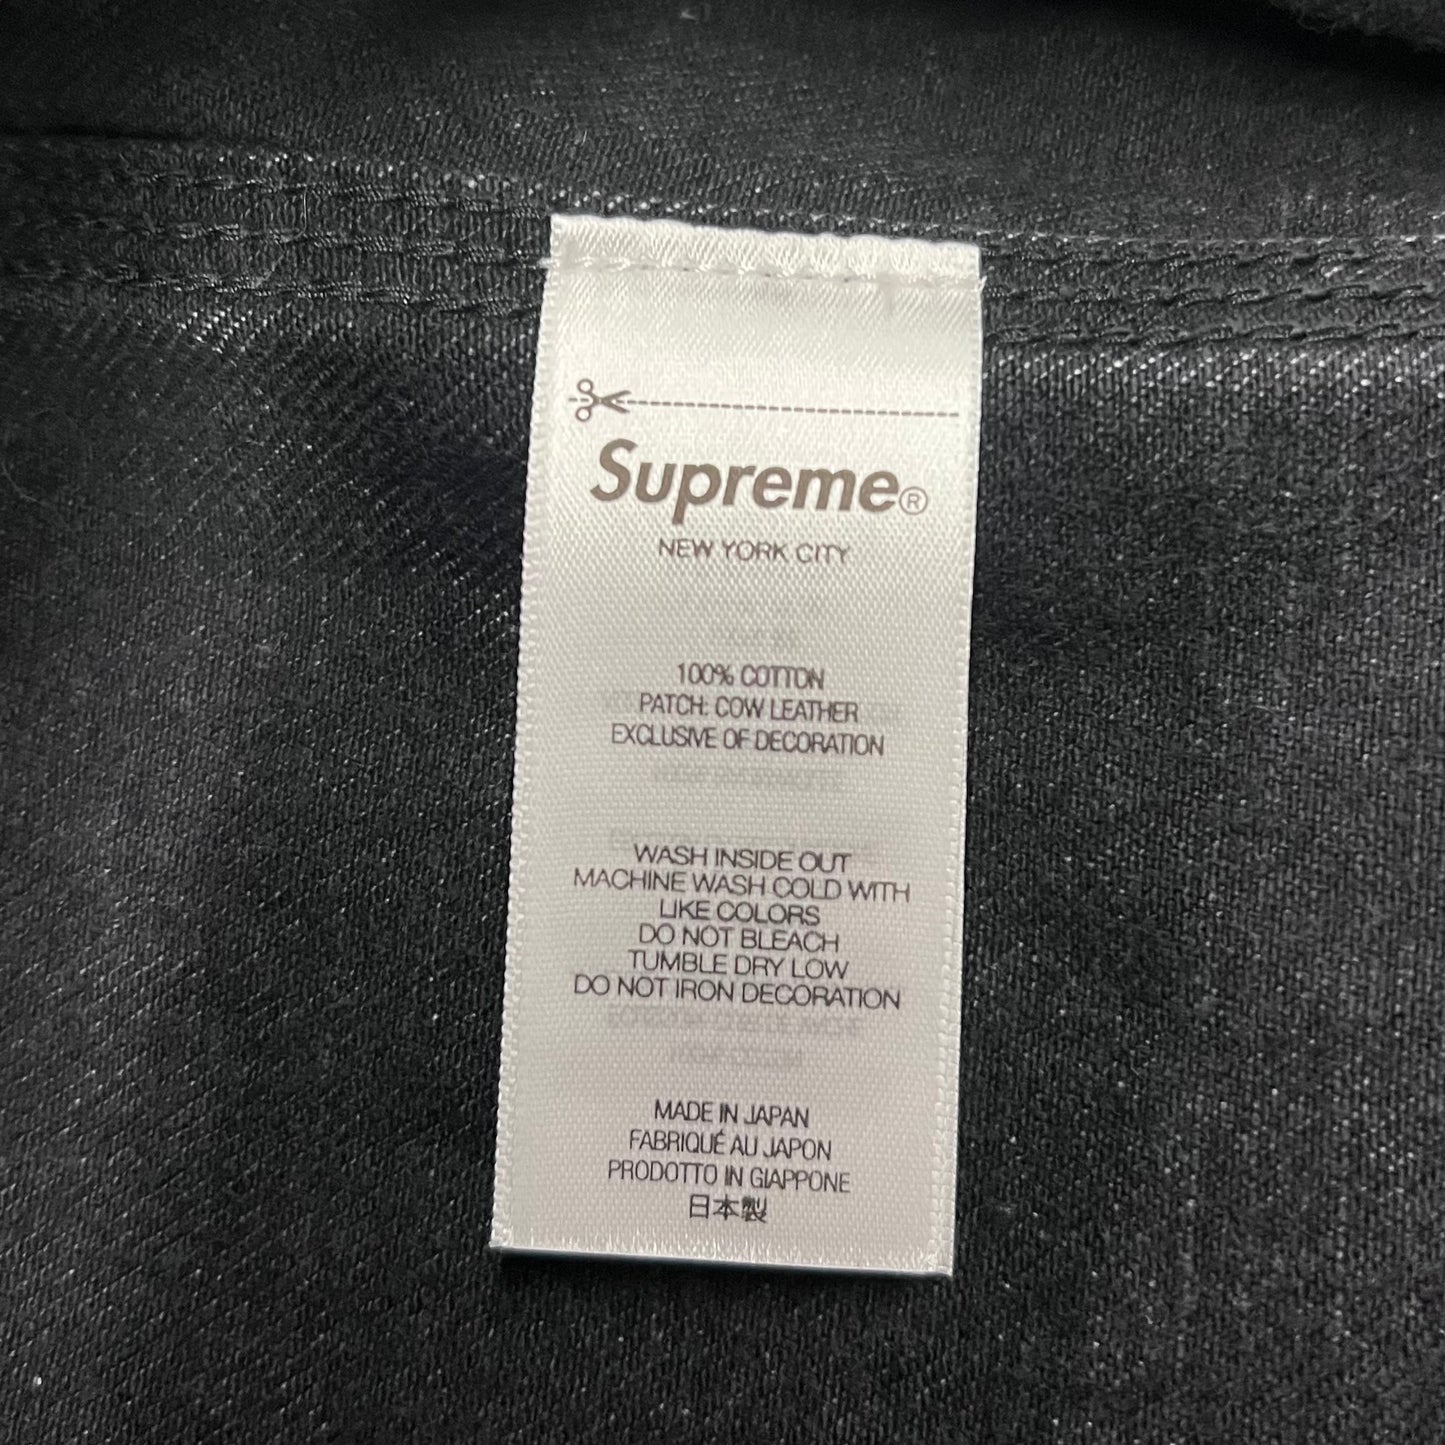 Supreme®
NEW YORK CITY
100% COTTON
PATCH: COW LEATHER
EXCLUSIVE OF DECORATION
WASH INSIDE OUT
MACHINE WASH COLD WITH
LIKE COLORS
DO NOT BLEACH
TUMBLE DRY LOW
DO NOT IRON DECORATION
MADE IN JAPAN
FABRIQUÉ AU JAPON
PRODOTTO IN GIAPPONE
日本製